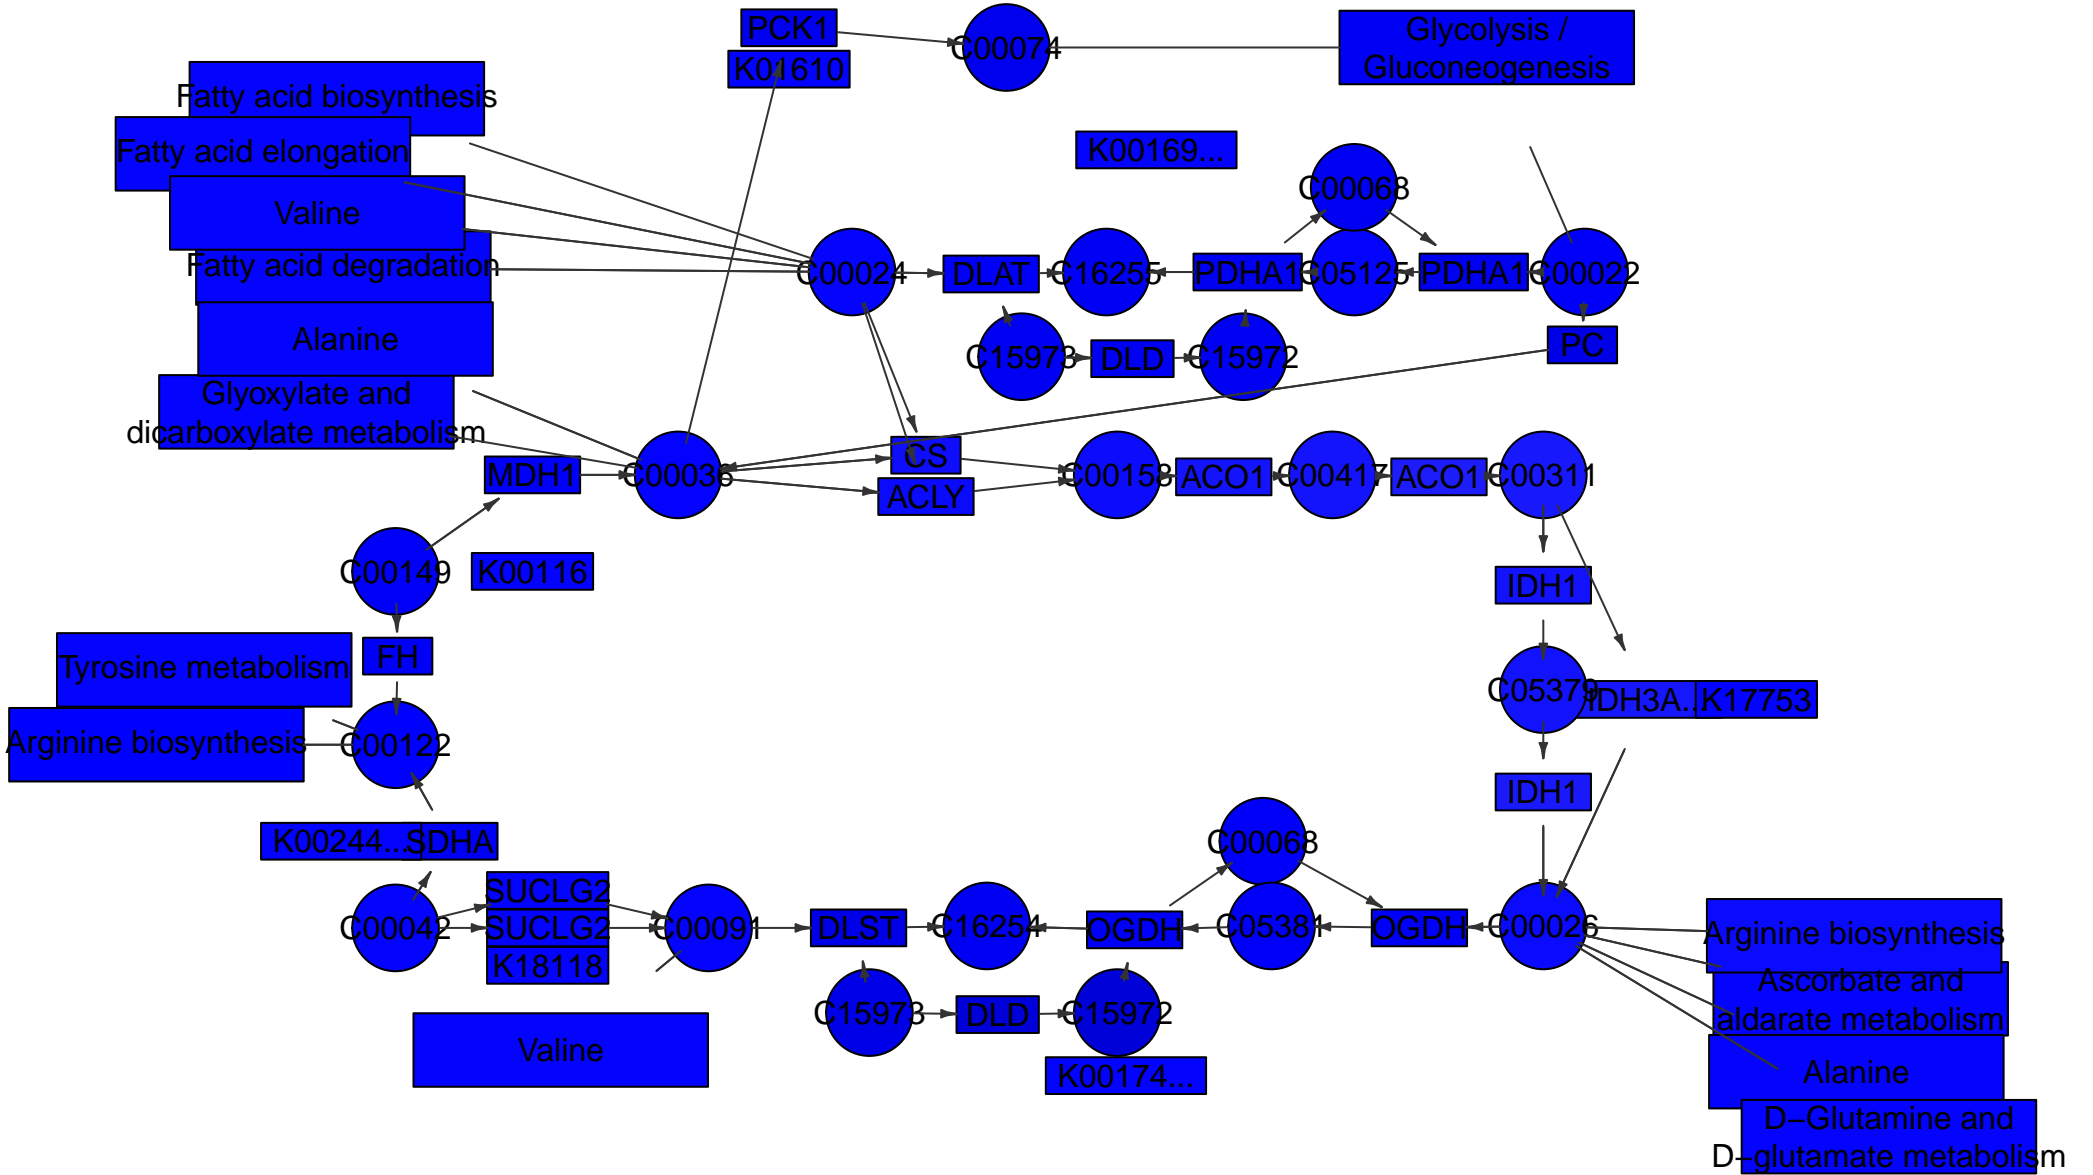 PCK1
K01610
C00074
Glycolysis /
Gluconeogenesis
Fatty acid biosynthesis
Fatty acid elongation
Valine
Fatty acid degradation
Alanine
Glyoxylate and
dicarboxylate metabolism
K00169...
C00068
C00024
DLAT
C16255
PDHA1
C05125
PDHA1
C00022
C15973
DLD
C15972
PC
MDH1
C00036
CS
ACLY
C00158
ACO1
C00417
ACO1
C00311
C00149
K00116
IDH1
FH
Tyrosine metabolism
C05379
IDH3A...
K17753
Arginine biosynthesis
C00122
IDH1
K00244...
SDHA
C00068
SUCLG2
C00042
SUCLG2
K18118
C00091
DLST
C16254
OGDH
C05381
OGDH
C00026
Arginine biosynthesis
Ascorbate and
aldarate metabolism
C15973
DLD
C15972
Valine
K00174...
Alanine
D−Glutamine and
D−glutamate metabolism